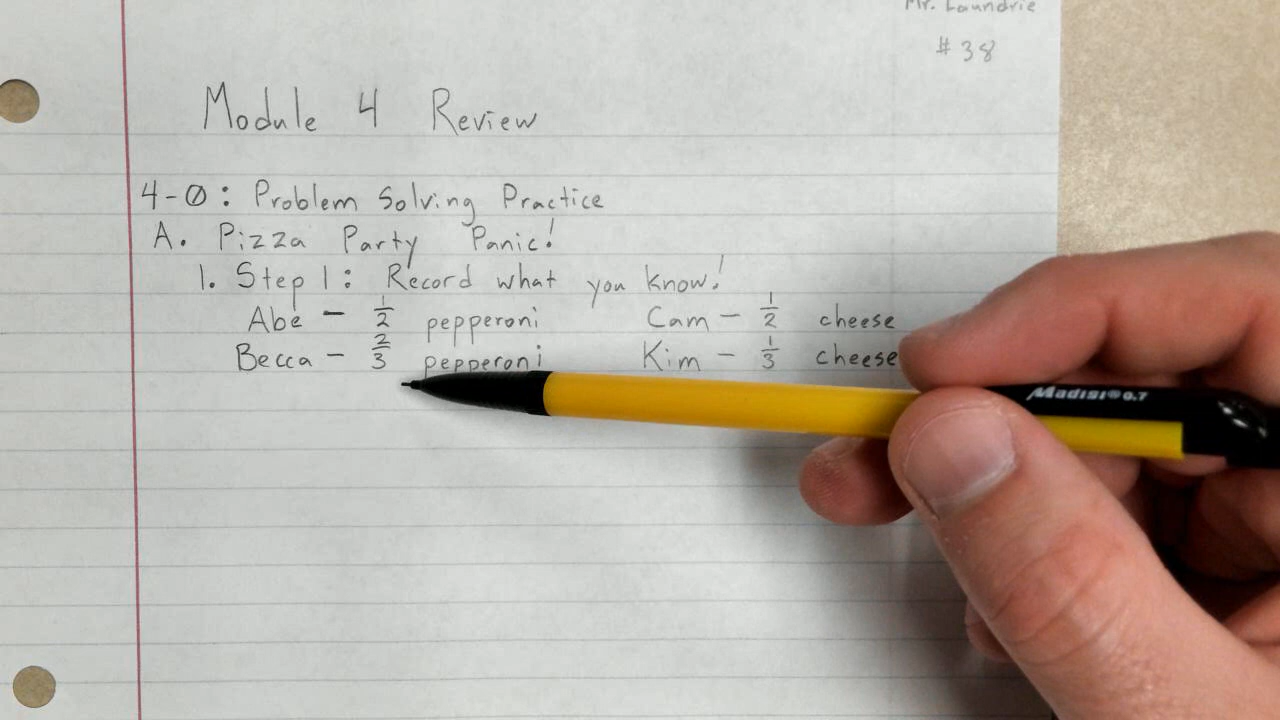 Mr. Laundrie
# 38
Module 4 Review
4-0: Problem Solving Practice
A. Pizza Party Panic!
1. Step 1: Record what you know!
Abe - 1/2 pepperoni Cam - 1/2 cheese
Becca - 2/3 pepperoni Kim - 1/3 cheese
Madisi® 0.7